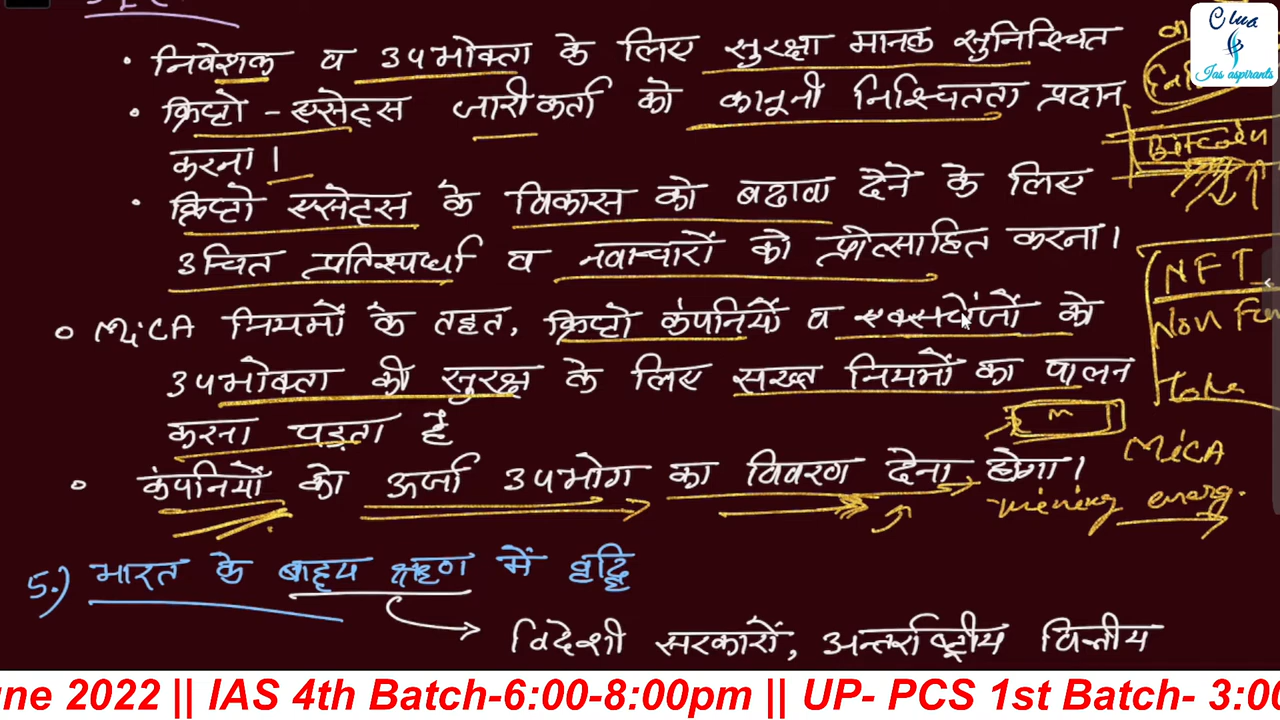 • निवेशक व उपभोक्ता के लिए सुरक्षा मानक सुनिश्चित
• क्रिप्टो - एसेट्स जारीकर्ता को कानूनी निश्चितता प्रदान
करना।
• क्रिप्टो एसेट्स के विकास को बढावा देने के लिए
उचित प्रतिस्पर्धा व नवाचारों को प्रोत्साहित करना।
o MiCA नियमों के तहत, क्रिप्टो कंपनियों व एक्सचेंजों को
उपभोक्ता की सुरक्ष के लिए सख्त नियमों का पालन
करना पड़ता है
o कंपनियों को ऊर्जा उपभोग का विवरण देना होगा।
5.) भारत के बाह्य ऋण में वृद्धि
विदेशी सरकारों, अन्तर्राष्ट्रीय वित्तीय
Clus
Ias aspirants
Bitcoin
NFT
Non Fun
toke
m
MiCA
mining energ.
une 2022 || IAS 4th Batch-6:00-8:00pm || UP- PCS 1st Batch- 3:00